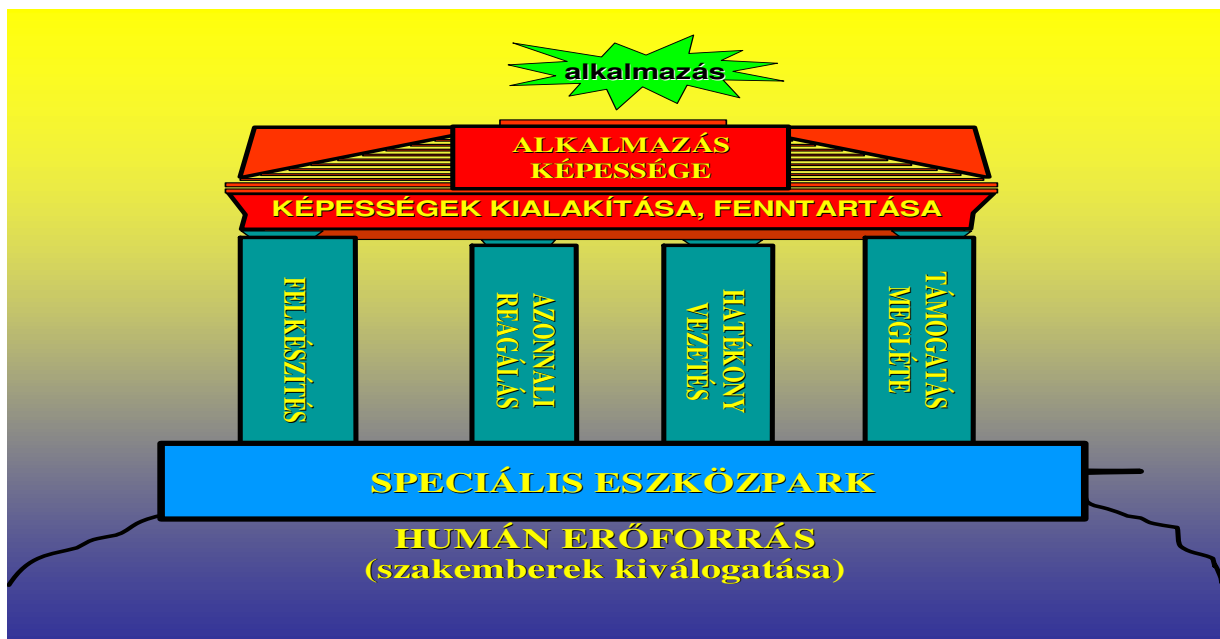 alkalmazás
ALKALMAZÁS
KÉPESSÉGE
KÉPESSÉGEK KIALAKÍTÁSA, FENNTARTÁSA
FELKÉSZÍTÉS
AZONNALI
REAGÁLÁS
HATÉKONY
VEZETÉS
TÁMOGATÁS
MEGLÉTE
SPECIÁLIS ESZKÖZPARK
HUMÁN ERŐFORRÁS
(szakemberek kiválogatása)